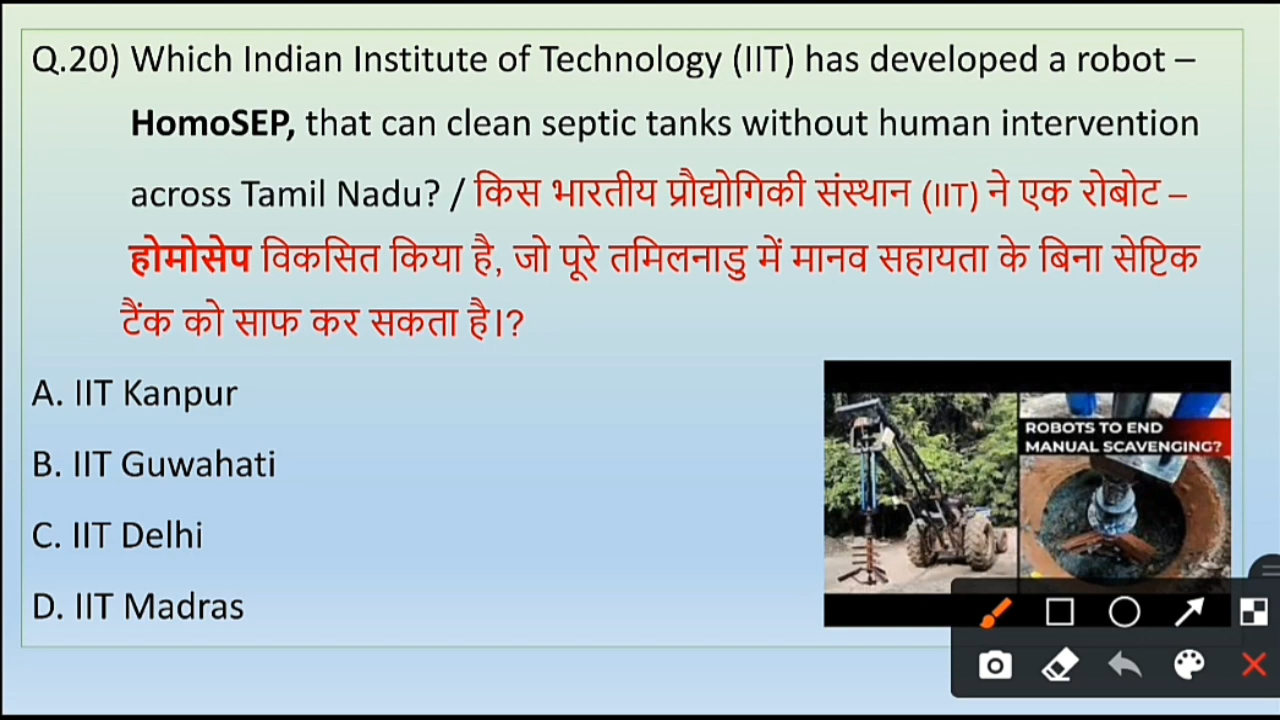 Q.20) Which Indian Institute of Technology (IIT) has developed a robot –
HomoSEP, that can clean septic tanks without human intervention
across Tamil Nadu? / किस भारतीय प्रौद्योगिकी संस्थान (IIT) ने एक रोबोट –
होमोसेप विकसित किया है, जो पूरे तमिलनाडु में मानव सहायता के बिना सेप्टिक
टैंक को साफ कर सकता है।?
A. IIT Kanpur
B. IIT Guwahati
C. IIT Delhi
D. IIT Madras
ROBOTS TO END
MANUAL SCAVENGING?